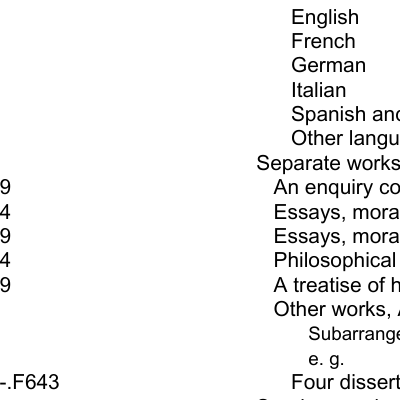 English
French
German
Italian
Spanish and
Other langu
Separate works
9 An enquiry co
4 Essays, mora
9 Essays, mora
4 Philosophical
9 A treatise of h
Other works, A
Subarrange
e. g.
-.F643 Four dissert